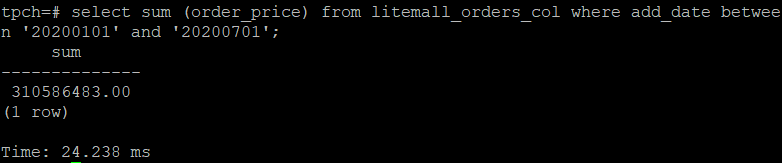 tpch=# select sum (order_price) from litemall_orders_col where add_date betwee
n '20200101' and '20200701';
sum
--------------
310586483.00
(1 row)
Time: 24.238 ms